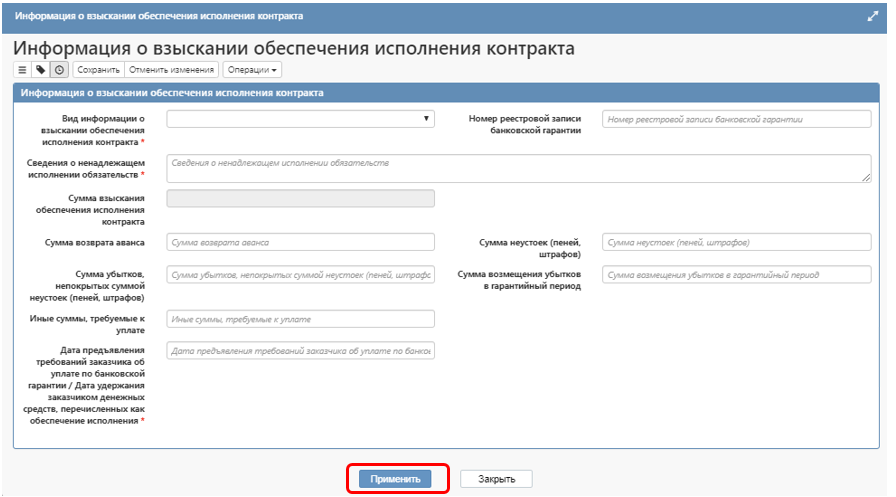 Информация о взыскании обеспечения исполнения контракта
Информация о взыскании обеспечения исполнения контракта
Сохранить Отменить изменения Операции
Информация о взыскании обеспечения исполнения контракта
Вид информации о
взыскании обеспечения
исполнения контракта *
Номер реестровой записи
банковской гарантии
Номер реестровой записи банковской гарантии
Сведения о ненадлежащем
исполнении обязательств *
Сведения о ненадлежащем исполнении обязательств
Сумма взыскания
обеспечения исполнения
контракта
Сумма возврата аванса
Сумма возврата аванса
Сумма неустоек (пеней,
штрафов)
Сумма неустоек (пеней, штрафов)
Сумма убытков,
непокрытых суммой
неустоек (пеней, штрафов)
Сумма убытков, непокрытых суммой неустоек (пеней, штрафо
Сумма возмещения убытков
в гарантийный период
Сумма возмещения убытков в гарантийный период
Иные суммы, требуемые к
уплате
Иные суммы, требуемые к уплате
Дата предъявления
требований заказчика об
уплате по банковской
гарантии / Дата удержания
заказчиком денежных
средств, перечисленных как
обеспечение исполнения *
Дата предъявления требований заказчика об уплате по банков
Применить
Закрыть